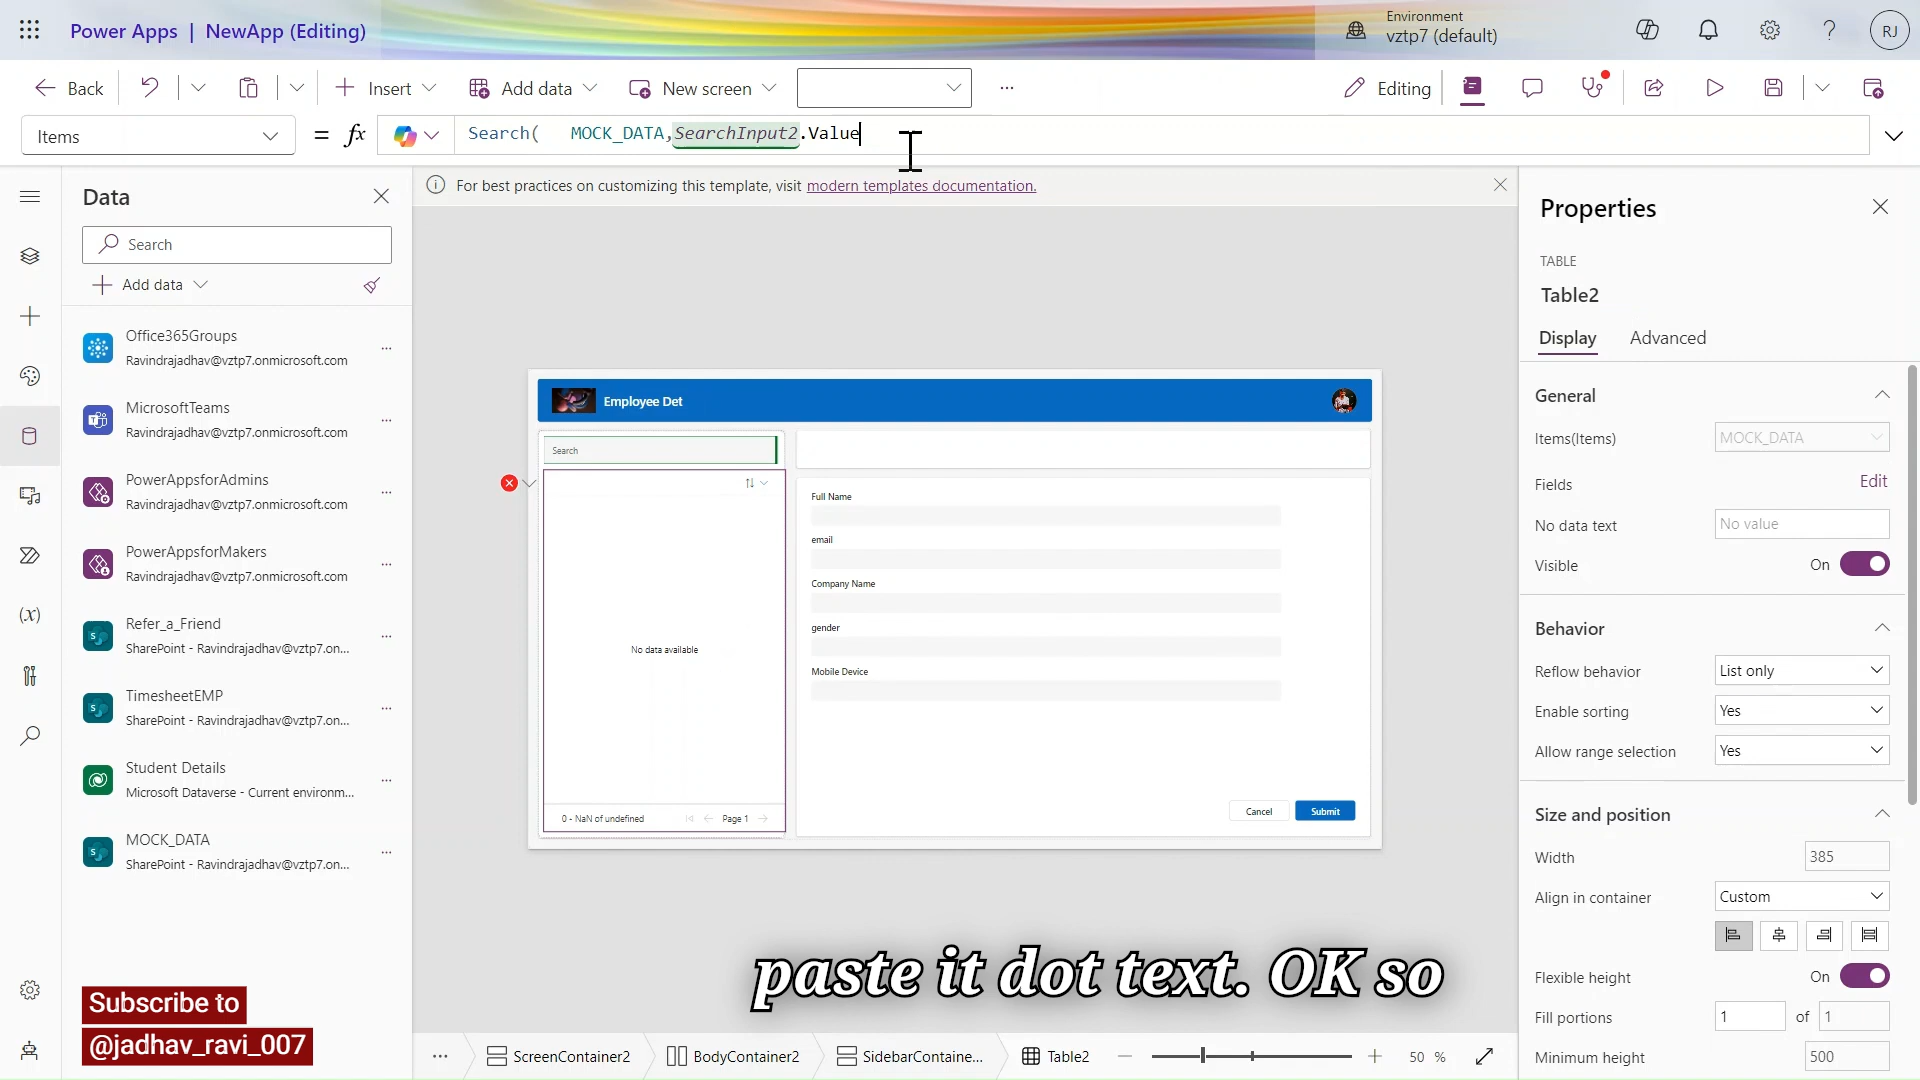 Power Apps | NewApp (Editing)
Environment
vztp7 (default)
RJ
Back
Insert
Add data
New screen
...
Editing
Items
= fx
Search( MOCK_DATA,SearchInput2.Value
Data
Search
Add data
Office365Groups
Ravindrajadhav@vztp7.onmicrosoft.com
MicrosoftTeams
Ravindrajadhav@vztp7.onmicrosoft.com
PowerAppsforAdmins
Ravindrajadhav@vztp7.onmicrosoft.com
PowerAppsforMakers
Ravindrajadhav@vztp7.onmicrosoft.com
Refer_a_Friend
SharePoint - Ravindrajadhav@vztp7.on...
TimesheetEMP
SharePoint - Ravindrajadhav@vztp7.on...
Student Details
Microsoft Dataverse - Current environm...
MOCK_DATA
SharePoint - Ravindrajadhav@vztp7.on...
Subscribe to
@jadhav_ravi_007
For best practices on customizing this template, visit modern templates documentation.
Employee Det
Search
No data available
0 - NaN of undefined
Page 1
Full Name
email
Company Name
gender
Mobile Device
Cancel
Submit
paste it dot text. OK so
...
ScreenContainer2
BodyContainer2
SidebarContaine...
Table2
50 %
Properties
TABLE
Table2
Display
Advanced
General
Items(Items)
MOCK_DATA
Fields
Edit
No data text
No value
Visible
On
Behavior
Reflow behavior
List only
Enable sorting
Yes
Allow range selection
Yes
Size and position
Width
385
Align in container
Custom
Flexible height
On
Fill portions
1 of 1
Minimum height
500